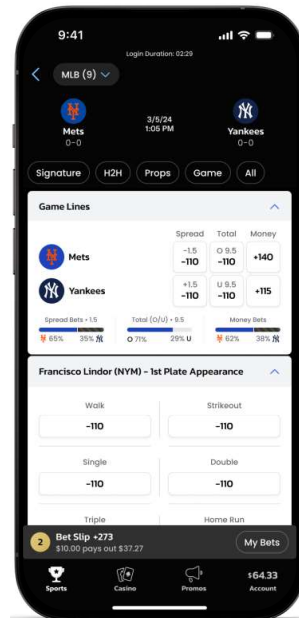 9:41
Login Duration: 02:29
MLB (9)
Mets
0-0
3/5/24
1:05 PM
Yankees
0-0
Signature H2H Props Game All
Game Lines
Spread Total Money
Mets
-1.5 O 9.5
-110 -110 +140
Yankees
+1.5 U 9.5
-110 -110 +115
Spread Bets • 1.5 Total (O/U) • 9.5 Money Bets
65% 35% O 71% 29% U 62% 38%
Francisco Lindor (NYM) - 1st Plate Appearance
Walk Strikeout
-110 -110
Single Double
-110 -110
Triple Home Run
2 Bet Slip +273
$10.00 pays out $37.27
My Bets
$64.33
Sports Casino Promos Account